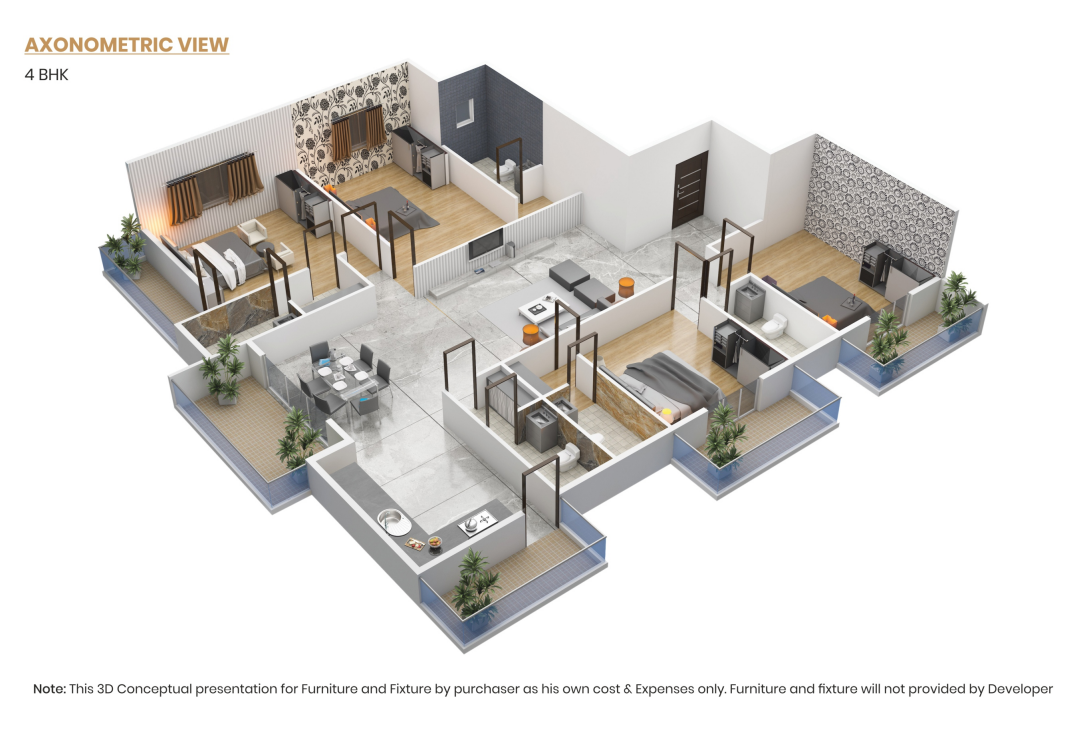 AXONOMETRIC VIEW
4 BHK
Note: This 3D Conceptual presentation for Furniture and Fixture by purchaser as his own cost & Expenses only. Furniture and fixture will not provided by Developer